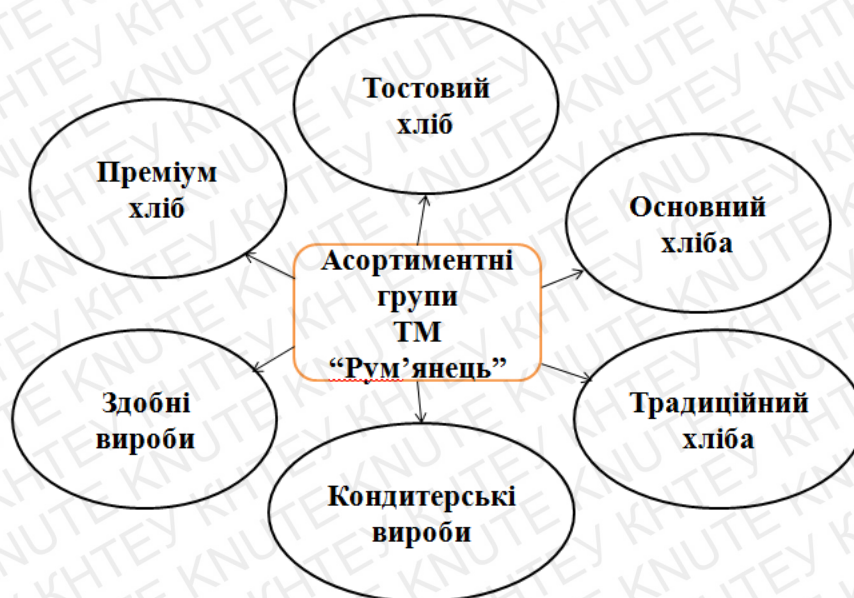 Тостовий
хліб
Преміум
хліб
Основний
хліба
Асортиментні
групи
ТМ
“Рум’янець”
Здобні
вироби
Традиційний
хліба
Кондитерські
вироби